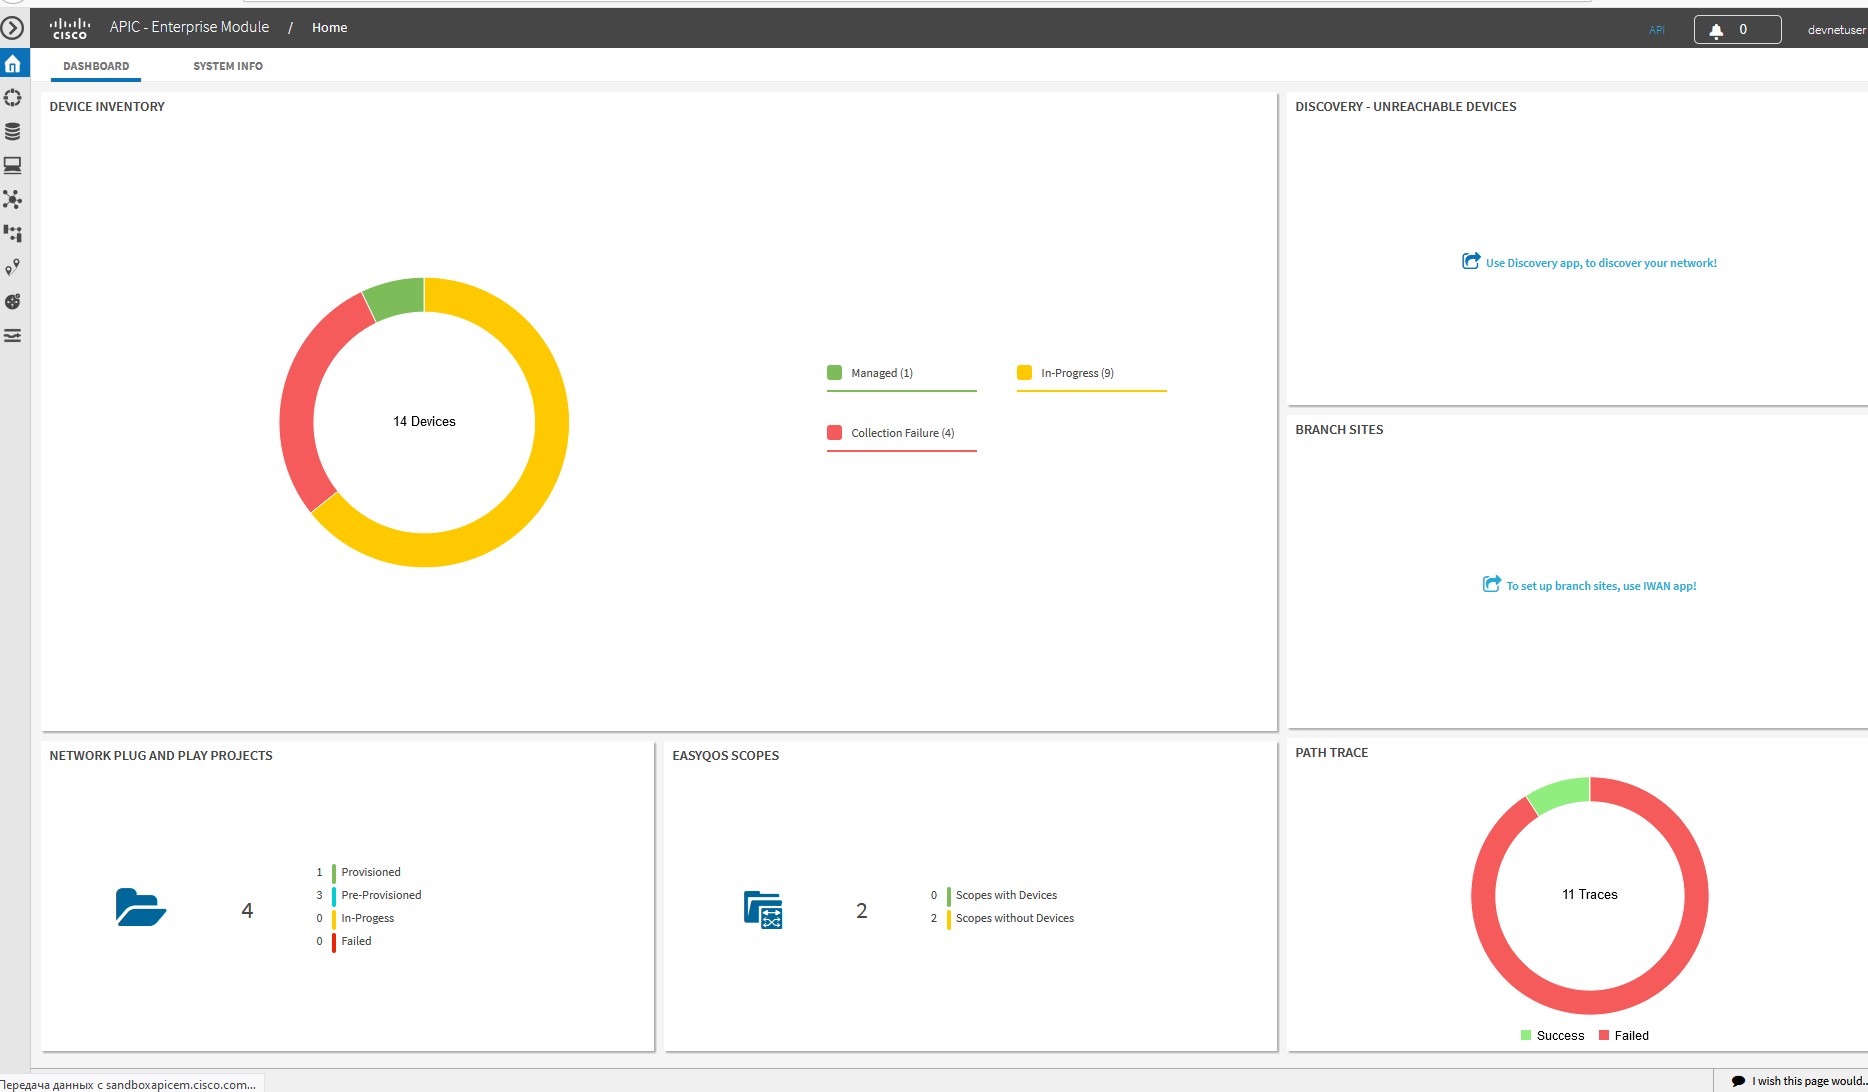 CISCO
APIC - Enterprise Module / Home
API
0
devnetuser
DASHBOARD
SYSTEM INFO
DEVICE INVENTORY
14 Devices
Managed (1)
In-Progress (9)
Collection Failure (4)
DISCOVERY - UNREACHABLE DEVICES
Use Discovery app, to discover your network!
BRANCH SITES
To set up branch sites, use IWAN app!
NETWORK PLUG AND PLAY PROJECTS
4
1 Provisioned
3 Pre-Provisioned
0 In-Progess
0 Failed
EASYQOS SCOPES
2
0 Scopes with Devices
2 Scopes without Devices
PATH TRACE
11 Traces
Success
Failed
Передача данных с sandboxapicem.cisco.com...
I wish this page would..